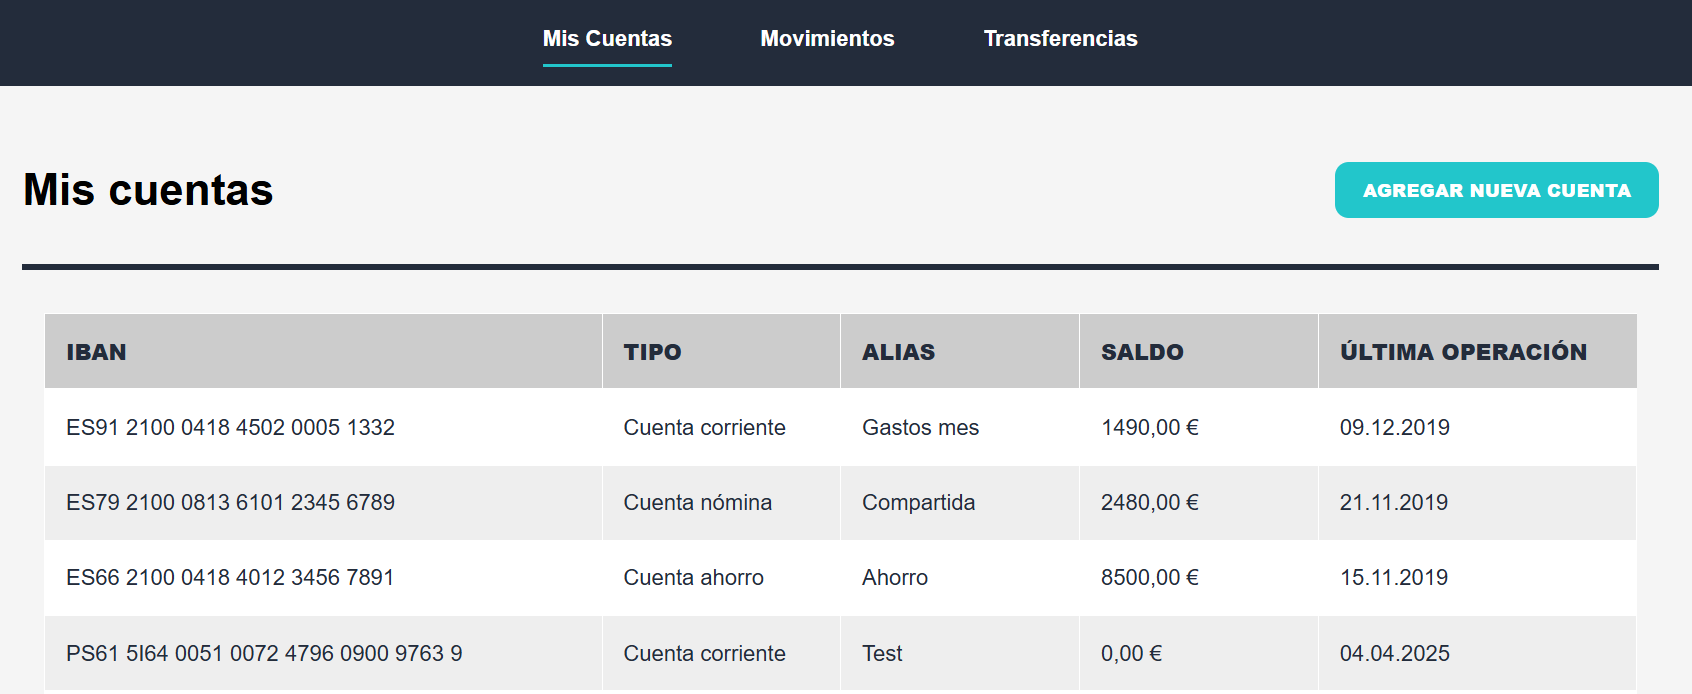 Mis Cuentas Movimientos Transferencias
Mis cuentas
AGREGAR NUEVA CUENTA
IBAN TIPO ALIAS SALDO ÚLTIMA OPERACIÓN
ES91 2100 0418 4502 0005 1332 Cuenta corriente Gastos mes 1490,00 € 09.12.2019
ES79 2100 0813 6101 2345 6789 Cuenta nómina Compartida 2480,00 € 21.11.2019
ES66 2100 0418 4012 3456 7891 Cuenta ahorro Ahorro 8500,00 € 15.11.2019
PS61 5I64 0051 0072 4796 0900 9763 9 Cuenta corriente Test 0,00 € 04.04.2025